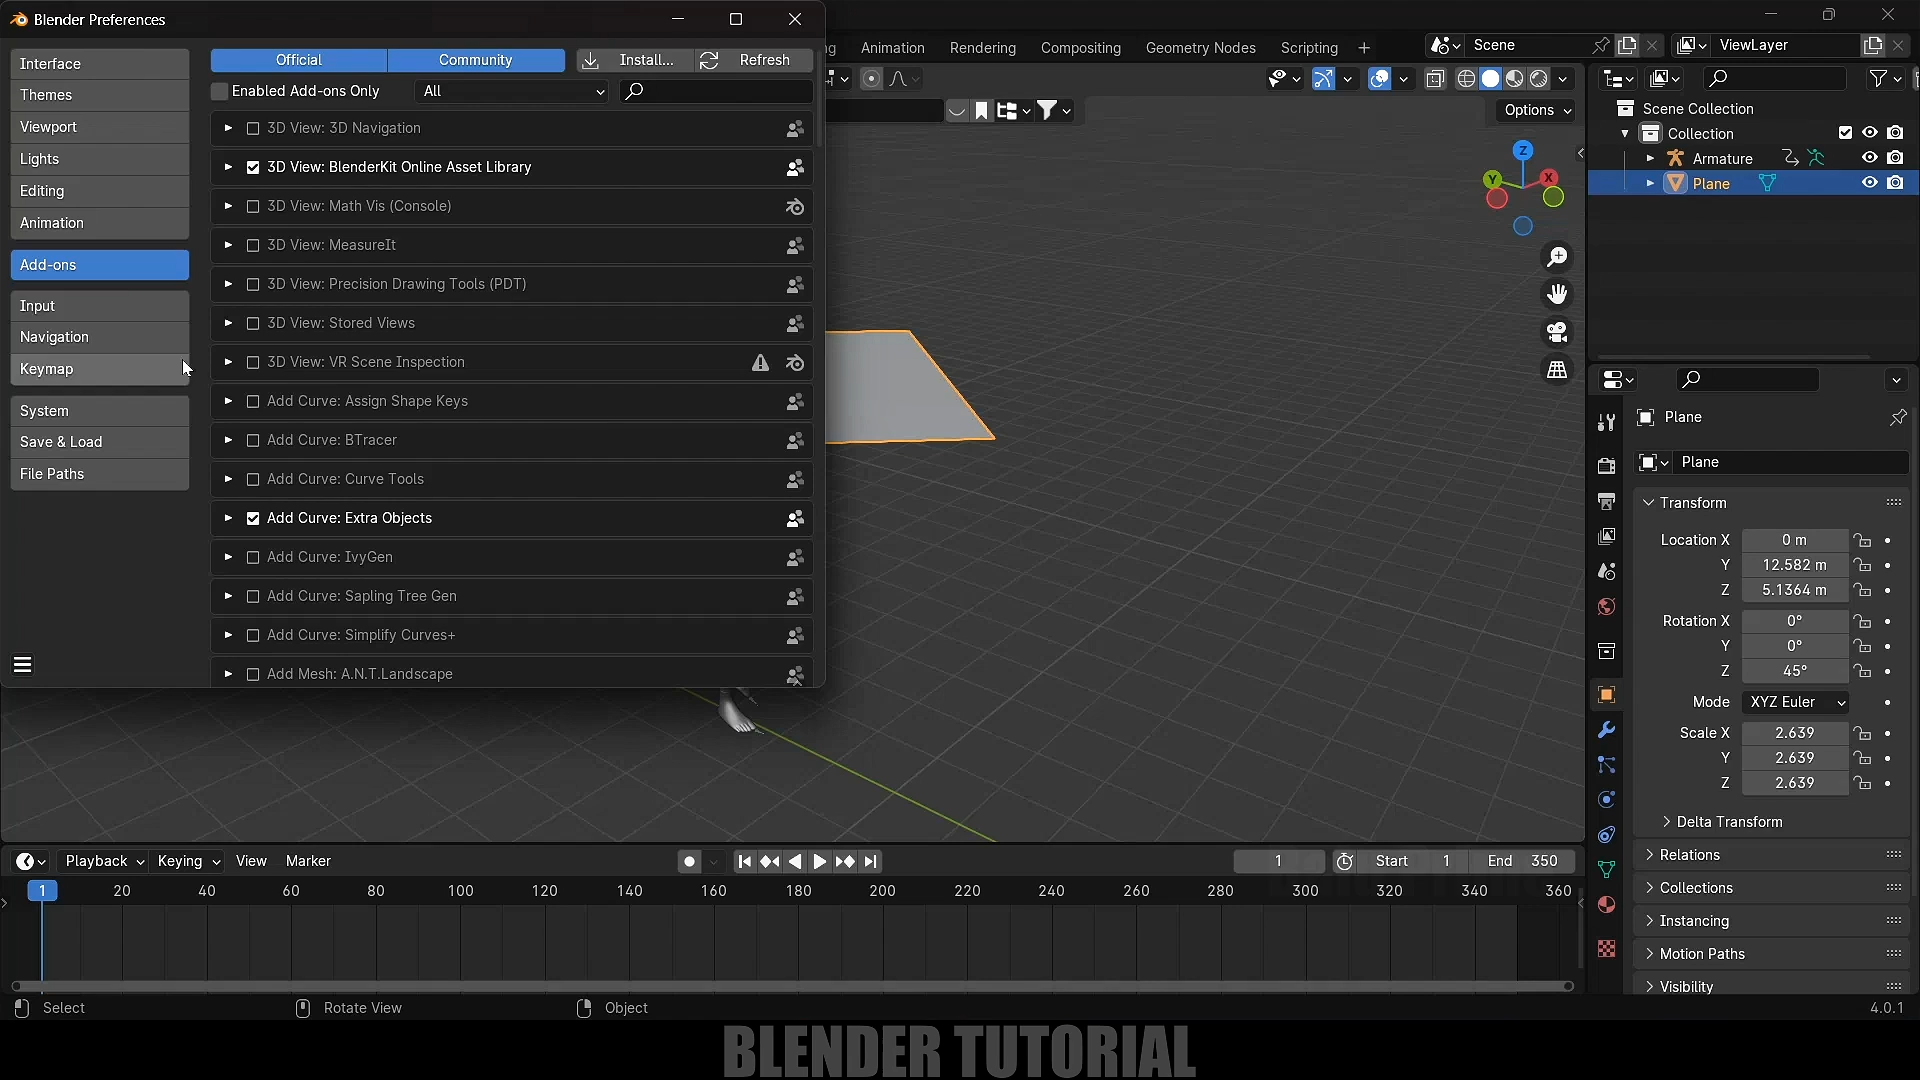 Blender Preferences
Interface
Themes
Viewport
Lights
Editing
Animation
Add-ons
Input
Navigation
Keymap
System
Save & Load
File Paths
Official Community Install... Refresh
Enabled Add-ons Only All
3D View: 3D Navigation
3D View: BlenderKit Online Asset Library
3D View: Math Vis (Console)
3D View: MeasureIt
3D View: Precision Drawing Tools (PDT)
3D View: Stored Views
3D View: VR Scene Inspection
Add Curve: Assign Shape Keys
Add Curve: BTracer
Add Curve: Curve Tools
Add Curve: Extra Objects
Add Curve: IvyGen
Add Curve: Sapling Tree Gen
Add Curve: Simplify Curves+
Add Mesh: A.N.T.Landscape
Animation Rendering Compositing Geometry Nodes Scripting +
Scene ViewLayer
Options
Z
Y X
Scene Collection
Collection
Armature
Plane
Plane
Plane
Transform
Location X 0 m
Y 12.582 m
Z 5.1364 m
Rotation X 0°
Y 0°
Z 45°
Mode XYZ Euler
Scale X 2.639
Y 2.639
Z 2.639
Delta Transform
Relations
Collections
Instancing
Motion Paths
Visibility
Playback Keying View Marker 1 Start 1 End 350
1 20 40 60 80 100 120 140 160 180 200 220 240 260 280 300 320 340 360
Select Rotate View Object 4.0.1
BLENDER TUTORIAL